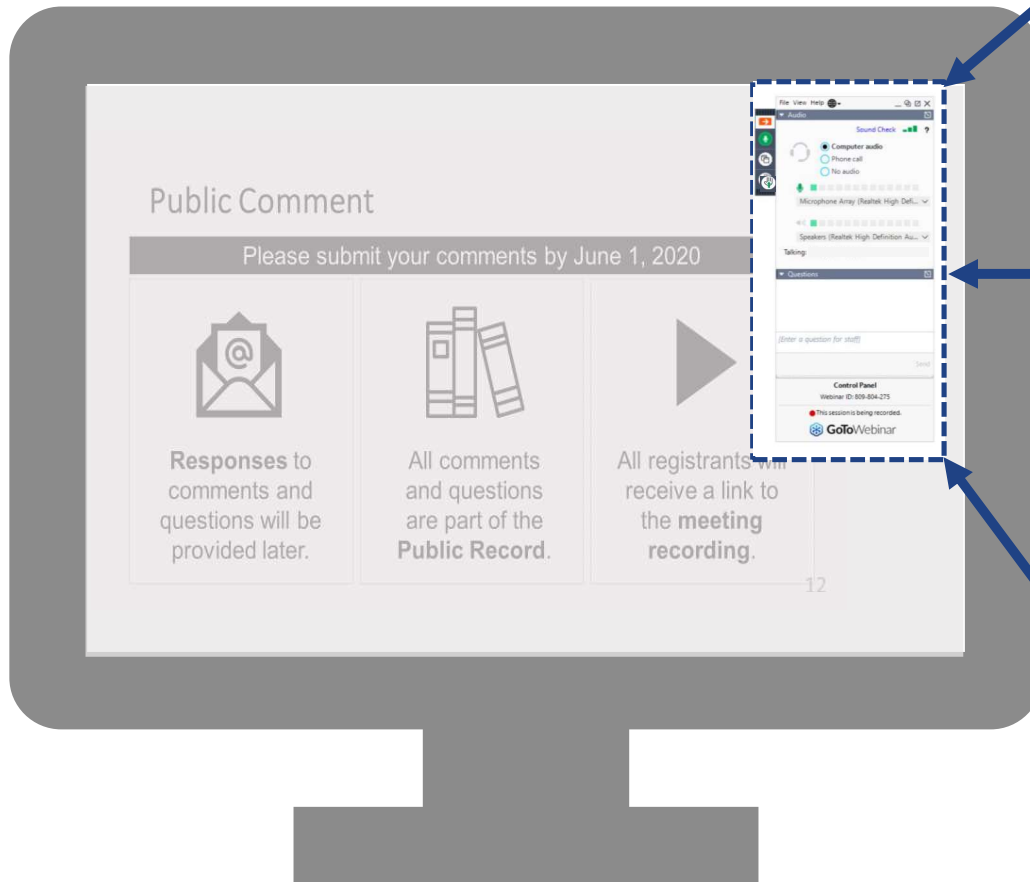 Public Comment
Please submit your comments by June 1, 2020
Responses to
comments and
questions will be
provided later.
All comments
and questions
are part of the
Public Record.
All registrants will
receive a link to
the meeting
recording.
12
File View Help
Audio
Sound Check ?
Computer audio
Phone call
No audio
Microphone Array (Realtek High Defi...
Speakers (Realtek High Definition Au...
Talking:
Questions
[Enter a question for staff]
Send
Control Panel
Webinar ID: 809-804-275
This session is being recorded.
GoToWebinar